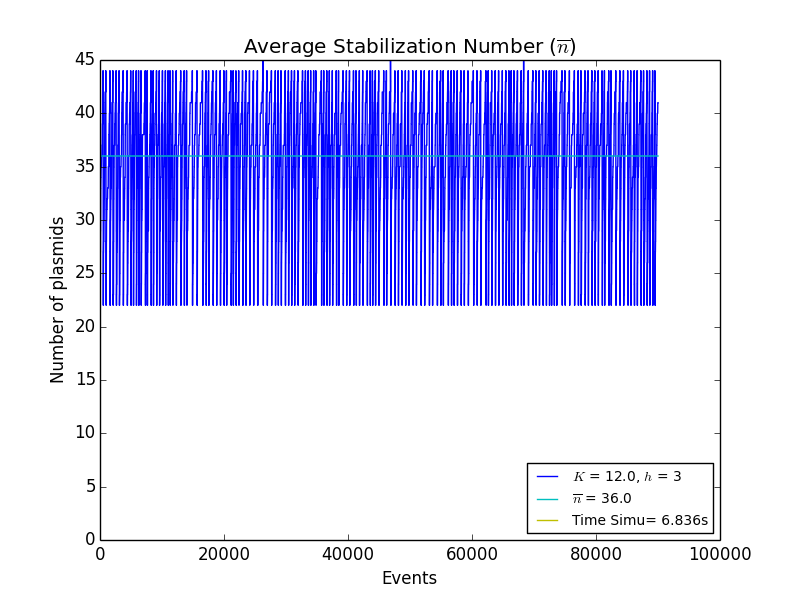 Average Stabilization Number (n̅)
Number of plasmids
45
40
35
30
25
20
15
10
5
0
0 20000 40000 60000 80000 100000
Events
K = 12.0, h = 3
n̅ = 36.0
Time Simu= 6.836s